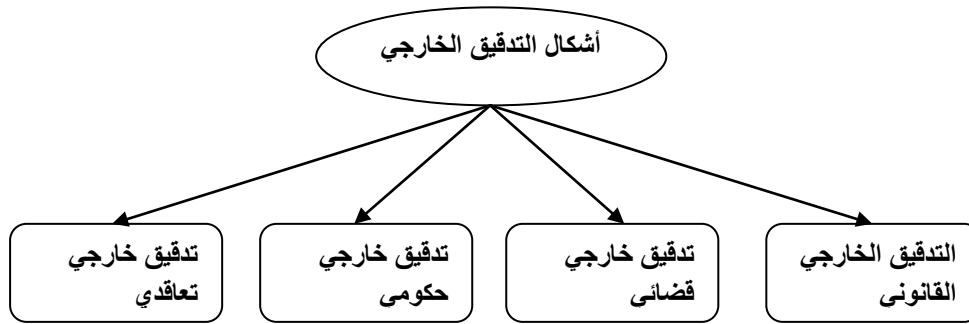 أشكال التدقيق الخارجي
التدقيق الخارجي
القانوني
تدقيق خارجي
قضائي
تدقيق خارجي
حكومي
تدقيق خارجي
تعاقدي